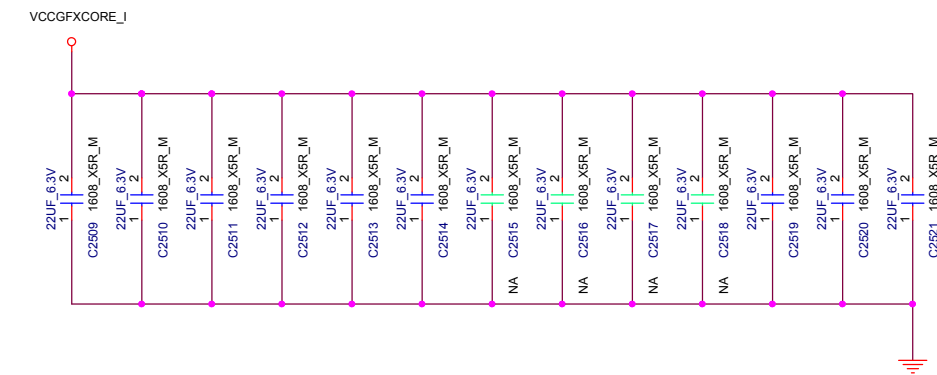 VCCGFXCORE_I
22UF_6.3V
1 2
C2509
1608_X5R_M
22UF_6.3V
1 2
C2510
1608_X5R_M
22UF_6.3V
1 2
C2511
1608_X5R_M
22UF_6.3V
1 2
C2512
1608_X5R_M
22UF_6.3V
1 2
C2513
1608_X5R_M
22UF_6.3V
1 2
C2514
1608_X5R_M
22UF_6.3V
1 2
C2515
1608_X5R_M
NA
22UF_6.3V
1 2
C2516
1608_X5R_M
NA
22UF_6.3V
1 2
C2517
1608_X5R_M
NA
22UF_6.3V
1 2
C2518
1608_X5R_M
NA
22UF_6.3V
1 2
C2519
1608_X5R_M
22UF_6.3V
1 2
C2520
1608_X5R_M
22UF_6.3V
1 2
C2521
1608_X5R_M